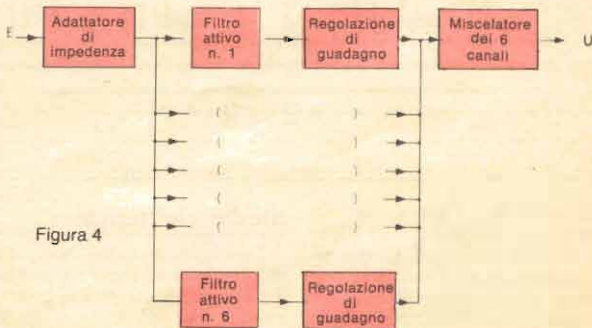 E
Adattatore
di
impedenza
Filtro
attivo
n. 1
Regolazione
di
guadagno
Miscelatore
dei 6
canali
U
Figura 4
Filtro
attivo
n. 6
Regolazione
di
guadagno